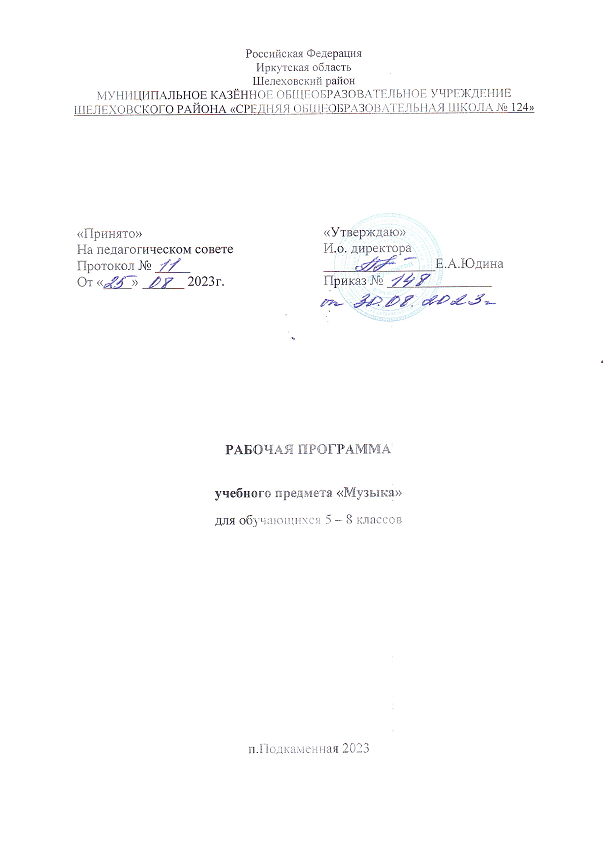 Российская Федерация
Иркутская область
Шелеховский район
МУНИЦИПАЛЬНОЕ КАЗЁННОЕ ОБЩЕОБРАЗОВАТЕЛЬНОЕ УЧРЕЖДЕНИЕ
ШЕЛЕХОВСКОГО РАЙОНА «СРЕДНЯЯ ОБЩЕОБРАЗОВАТЕЛЬНАЯ ШКОЛА № 124»
«Принято»
На педагогическом совете
Протокол № 11
От «25» 08 2023г.
«Утверждаю»
И.о. директора
Е.А.Юдина
Приказ № 148
от 30.08.2023г
РАБОЧАЯ ПРОГРАММА
учебного предмета «Музыка»
для обучающихся 5 – 8 классов
п.Подкаменная 2023